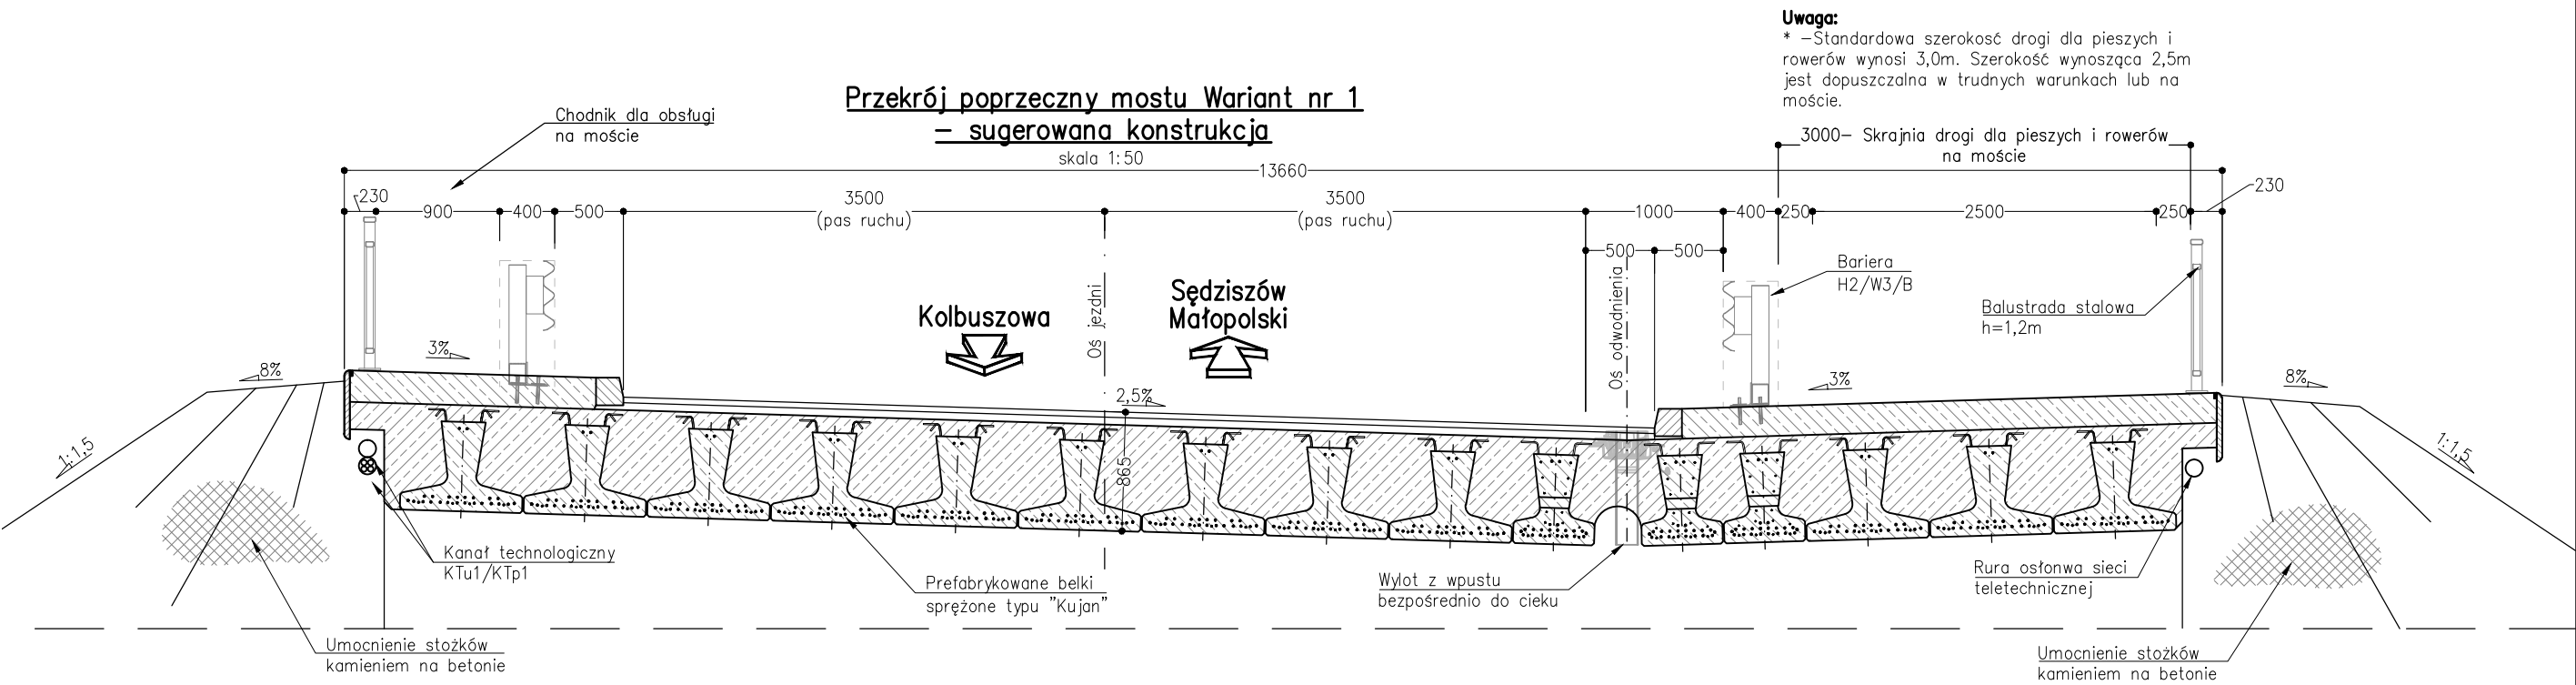 Uwaga:
* -Standardowa szerokość drogi dla pieszych i
rowerów wynosi 3,0m. Szerokość wynosząca 2,5m
jest dopuszczalna w trudnych warunkach lub na
moście.
Przekrój poprzeczny mostu Wariant nr 1
- sugerowana konstrukcja
skala 1:50
Chodnik dla obsługi
na moście
3000- Skrajnia drogi dla pieszych i rowerów
na moście
13660
230
900
400
500
3500
(pas ruchu)
3500
(pas ruchu)
1000
400
250
2500
250
230
500
500
Bariera
H2/W3/B
Balustrada stalowa
h=1,2m
Kolbuszowa
Oś jezdni
Sędziszów
Małopolski
Oś odwodnienia
8%
3%
2,5%
3%
8%
1:1,5
1:1,5
865
Kanał technologiczny
KTu1/KTp1
Prefabrykowane belki
sprężone typu "Kujan"
Wylot z wpustu
bezpośrednio do cieku
Rura osłonwa sieci
teletechnicznej
Umocnienie stożków
kamieniem na betonie
Umocnienie stożków
kamieniem na betonie